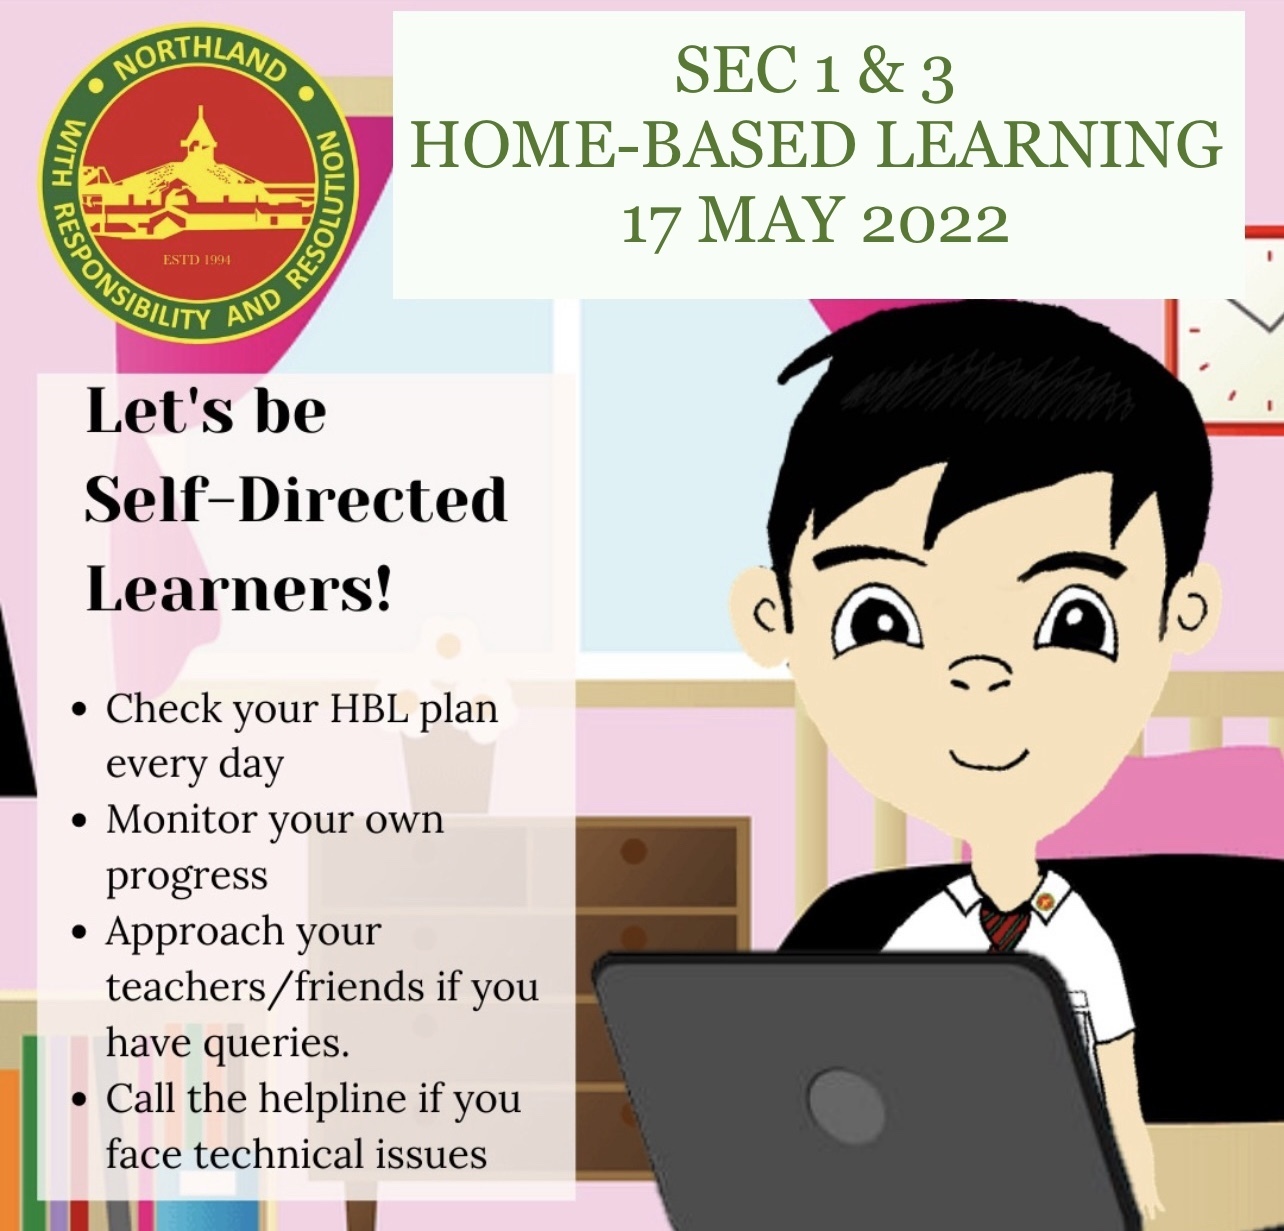 NORTHLAND
WITH RESPONSIBILITY AND RESOLUTION
ESTD 1994
SEC 1 & 3
HOME-BASED LEARNING
17 MAY 2022
Let's be
Self-Directed
Learners!
• Check your HBL plan
every day
• Monitor your own
progress
• Approach your
teachers/friends if you
have queries.
• Call the helpline if you
face technical issues